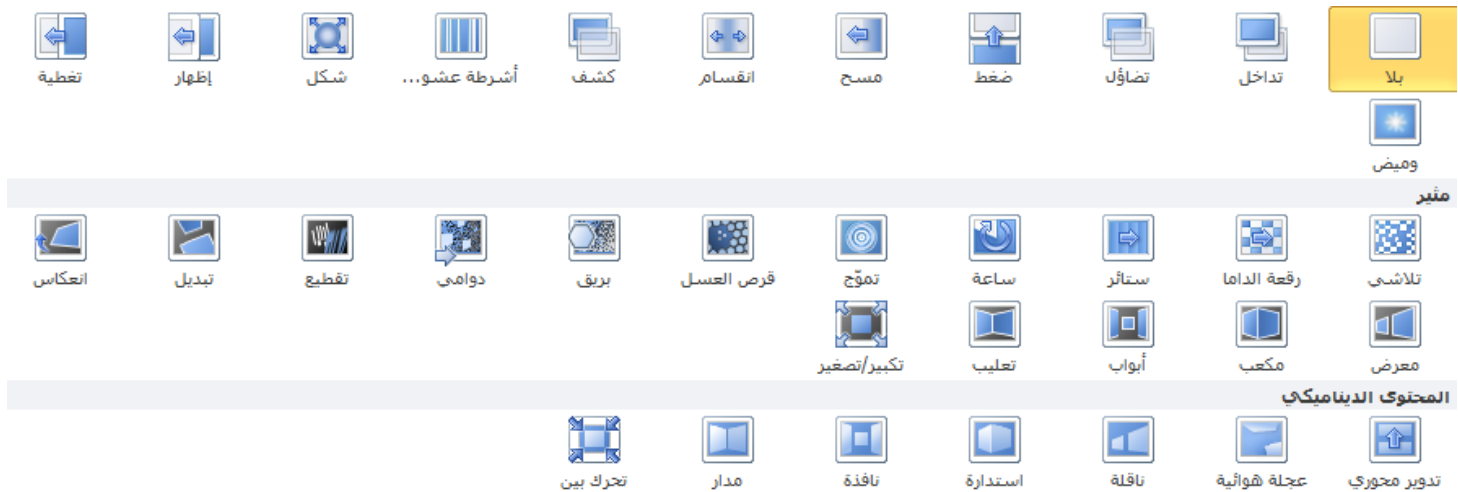 بلا تداخل تضاؤل ضغط مسح انقسام كشف أشرطة عشو... شكل إظهار تغطية
وميض
مثير
تلاشي رقعة الداما ستائر ساعة تموّج قرص العسل بريق دوامي تقطيع تبديل انعكاس
معرض مكعب أبواب تعليب تكبير/تصغير
المحتوى الديناميكي
تدوير محوري عجلة هوائية ناقلة استدارة نافذة مدار تحرك بين